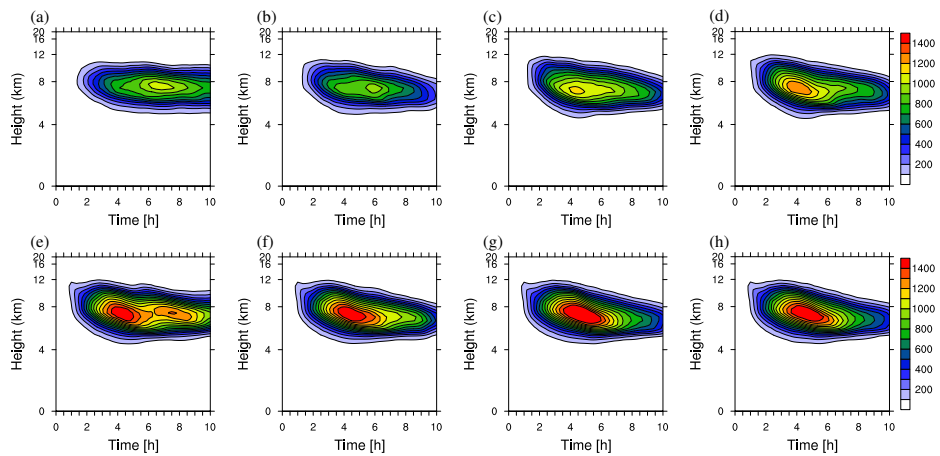 (a) (b) (c) (d)
20 20 20 20
16 16 16 16 1400
12 12 12 12 1200
1000
8 8 8 8 800
600
4 4 4 4 400
200
0 0 0 0
Height (km) Height (km) Height (km) Height (km)
0 2 4 6 8 10 0 2 4 6 8 10 0 2 4 6 8 10 0 2 4 6 8 10
Time [h] Time [h] Time [h] Time [h]
(e) (f) (g) (h)
20 20 20 20
16 16 16 16 1400
12 12 12 12 1200
1000
8 8 8 8 800
600
4 4 4 4 400
200
0 0 0 0
Height (km) Height (km) Height (km) Height (km)
0 2 4 6 8 10 0 2 4 6 8 10 0 2 4 6 8 10 0 2 4 6 8 10
Time [h] Time [h] Time [h] Time [h]